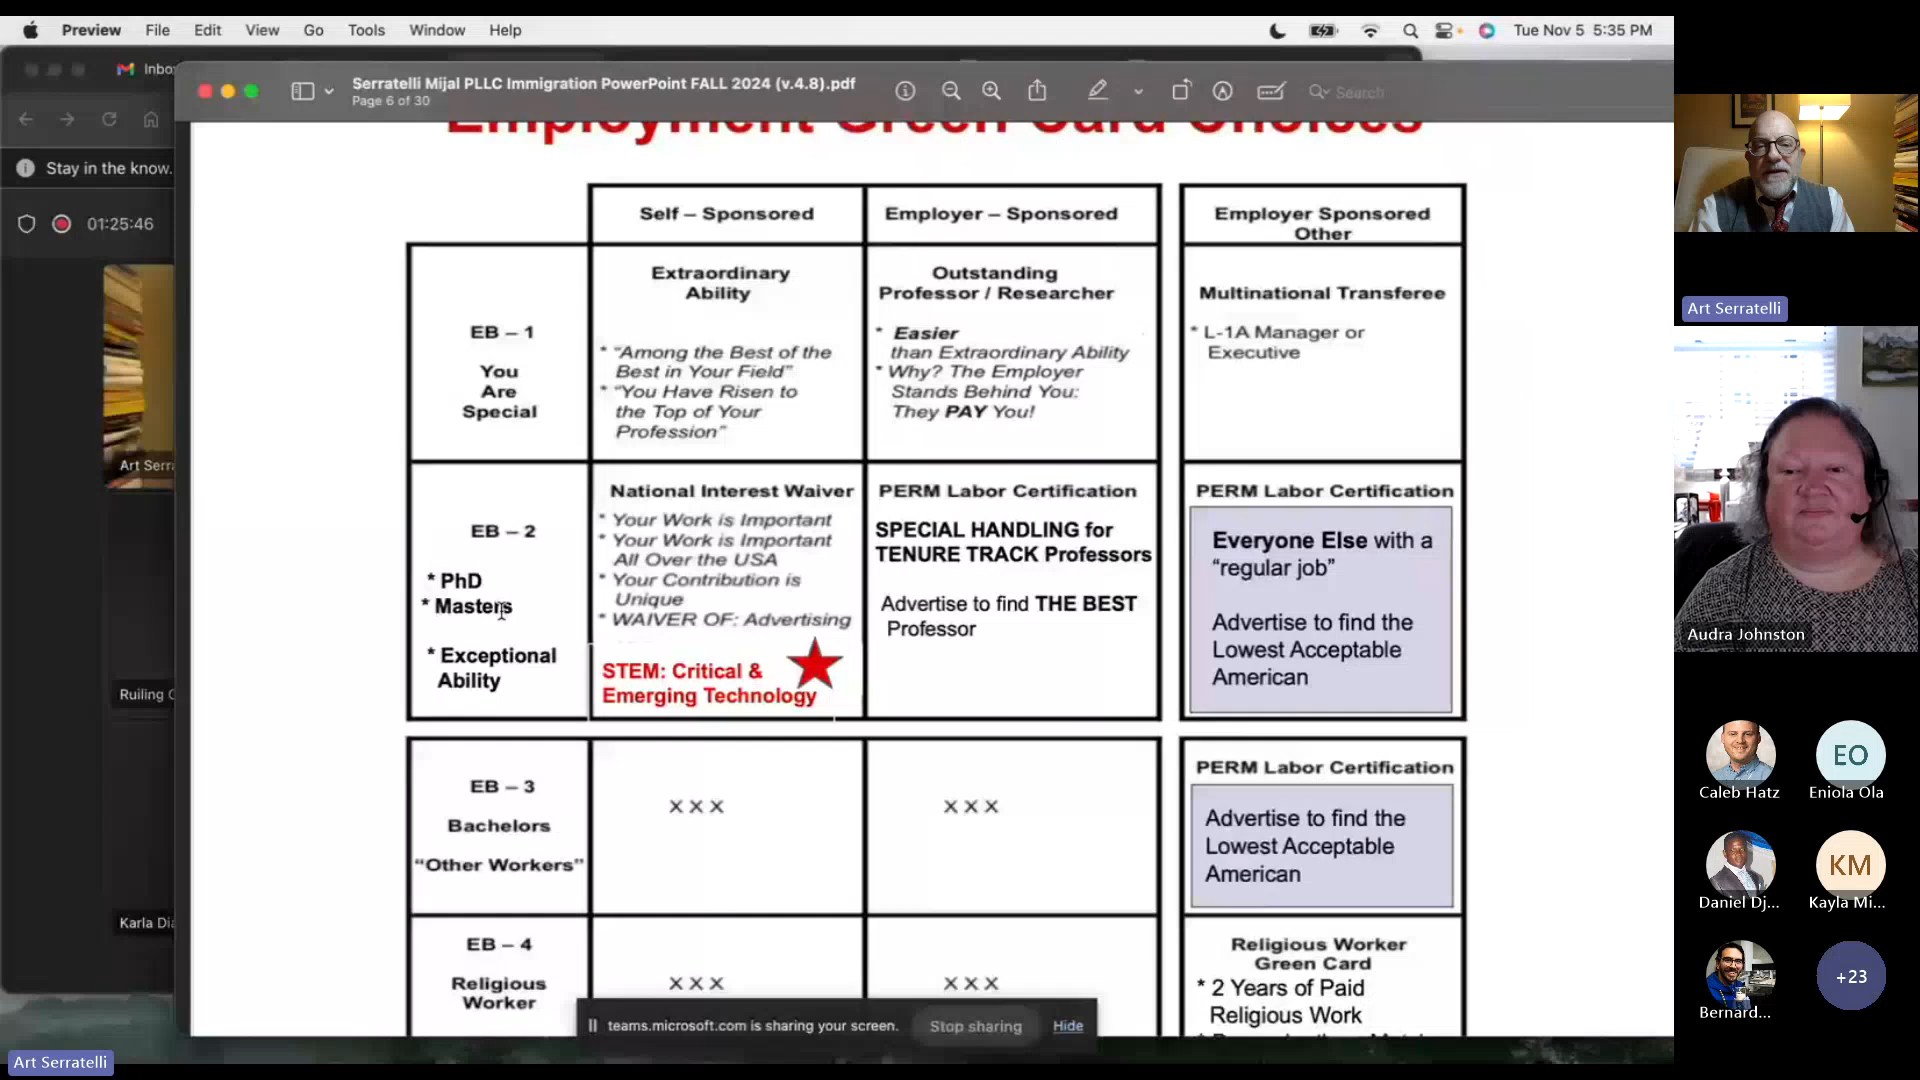 Preview File Edit View Go Tools Window Help
Tue Nov 5 5:35 PM
Inbo
Serratelli Mijal PLLC Immigration PowerPoint FALL 2024 (v.4.8).pdf
Page 6 of 30
Search
Stay in the know.
01:25:46
Art Serr
Ruiling
Karla Dia
Employment Green Card Choices
Self – Sponsored
Employer – Sponsored
Employer Sponsored
Other
EB – 1
You
Are
Special
Extraordinary
Ability
* “Among the Best of the
Best in Your Field”
* “You Have Risen to
the Top of Your
Profession”
Outstanding
Professor / Researcher
* Easier
than Extraordinary Ability
* Why? The Employer
Stands Behind You:
They PAY You!
Multinational Transferee
* L-1A Manager or
Executive
EB – 2
* PhD
* Masters
* Exceptional
Ability
National Interest Waiver
* Your Work is Important
* Your Work is Important
All Over the USA
* Your Contribution is
Unique
* WAIVER OF: Advertising
STEM: Critical &
Emerging Technology
PERM Labor Certification
SPECIAL HANDLING for
TENURE TRACK Professors
Advertise to find THE BEST
Professor
PERM Labor Certification
Everyone Else with a
“regular job”
Advertise to find the
Lowest Acceptable
American
EB – 3
Bachelors
“Other Workers”
X X X
X X X
PERM Labor Certification
Advertise to find the
Lowest Acceptable
American
EB – 4
Religious
Worker
X X X
X X X
Religious Worker
Green Card
* 2 Years of Paid
Religious Work
teams.microsoft.com is sharing your screen.
Stop sharing
Hide
Art Serratelli
Art Serratelli
Audra Johnston
Caleb Hatz
EO
Eniola Ola
Daniel Dj...
KM
Kayla Mi...
Bernard...
+23